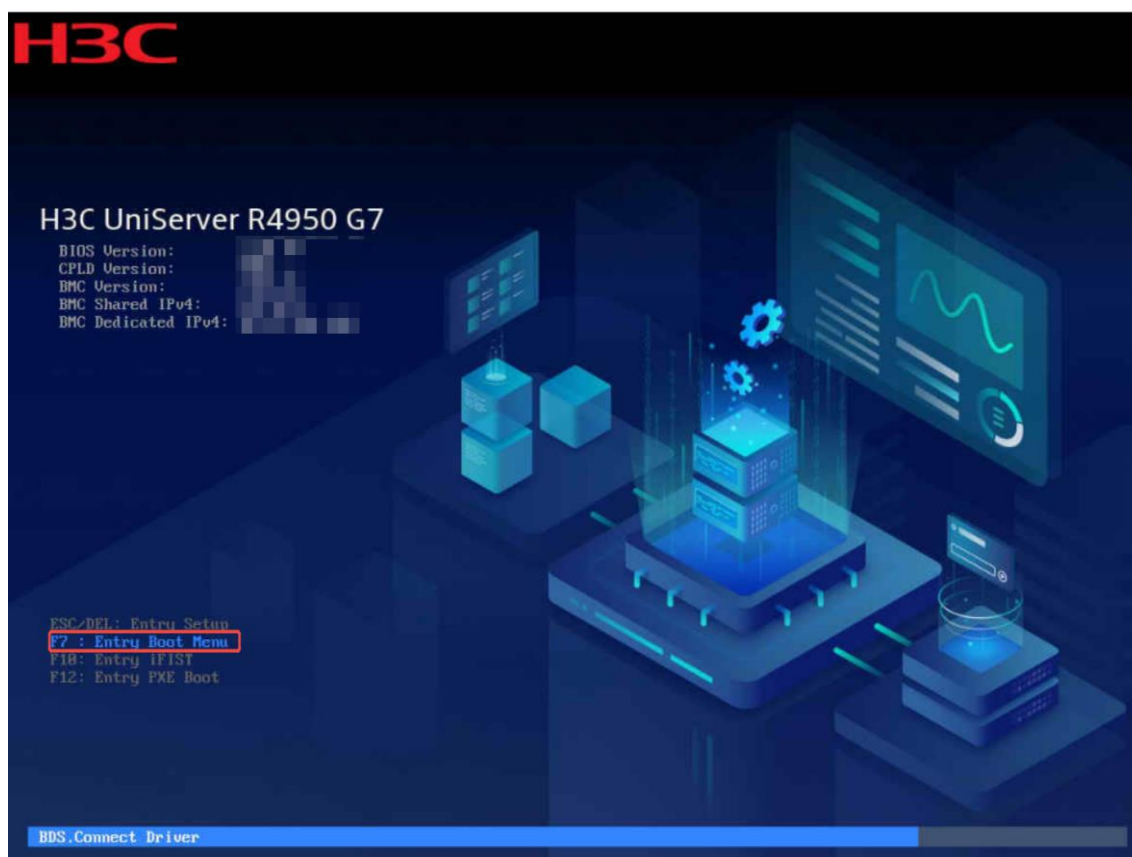 H3C
H3C UniServer R4950 G7
BIOS Version:
CPLD Version:
BMC Version:
BMC Shared IPv4:
BMC Dedicated IPv4:
ESC/DEL: Entry Setup
F7 : Entry Boot Menu
F10: Entry iFIST
F12: Entry PXE Boot
BDS.Connect Driver